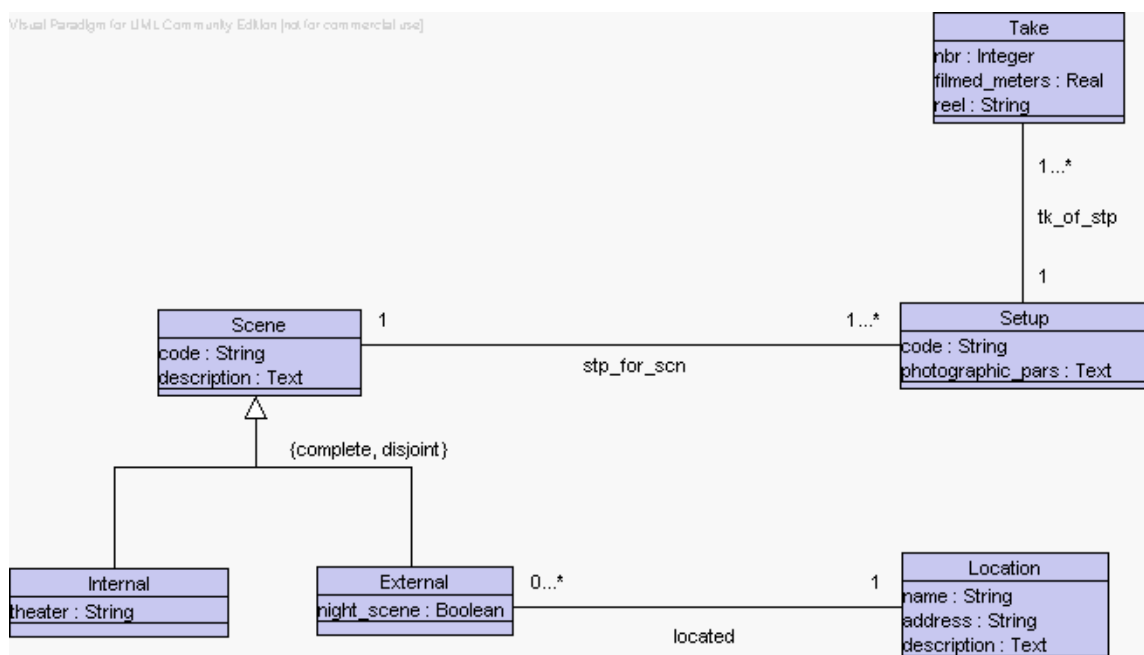 Visual Paradigm for UML Community Edition [not for commercial use]
Take
nbr : Integer
filmed_meters : Real
reel : String
1...*
tk_of_stp
1
Scene
code : String
description : Text
1
1...*
stp_for_scn
Setup
code : String
photographic_pars : Text
{complete, disjoint}
Internal
theater : String
External
night_scene : Boolean
0...*
1
located
Location
name : String
address : String
description : Text